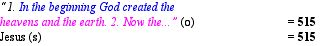 "1. In the beginning God created the
heavens and the earth. 2. Now the..." (o) = 515
Jesus (s) = 515